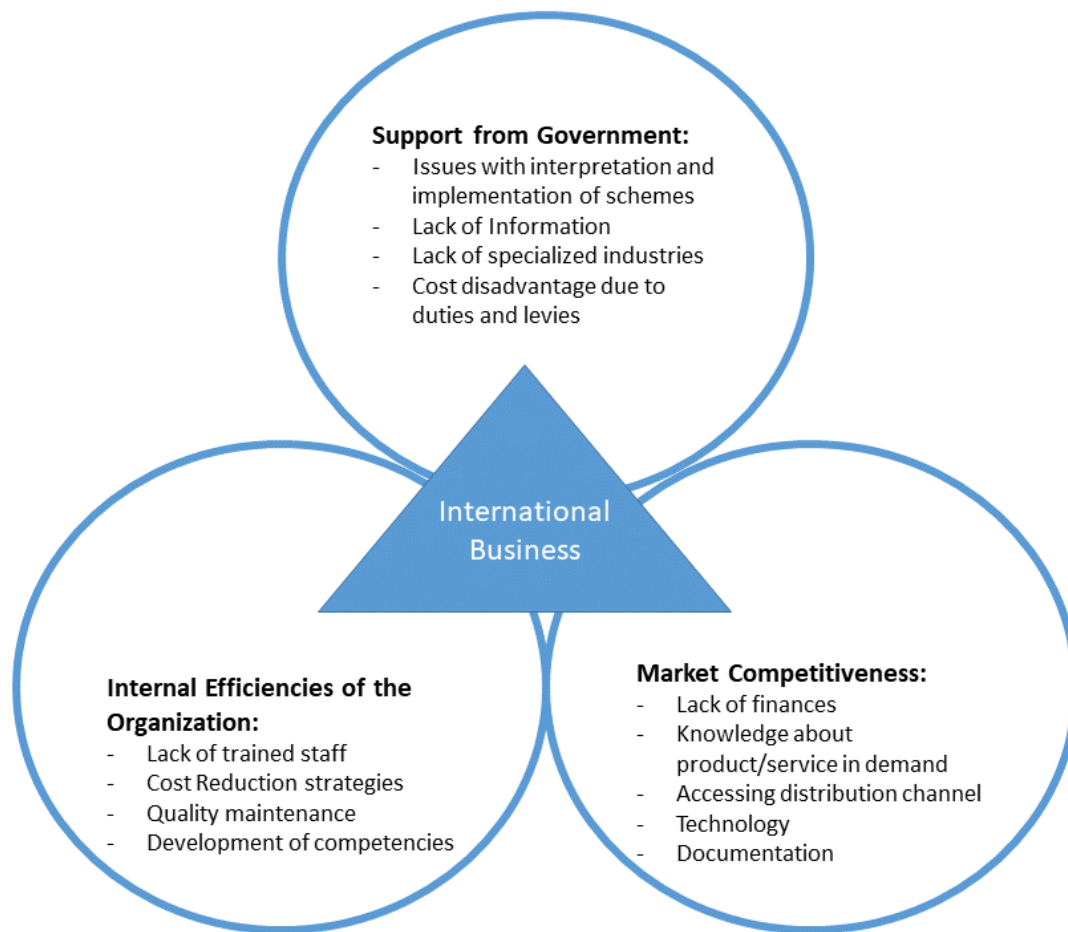 Support from Government:
- Issues with interpretation and
implementation of schemes
- Lack of Information
- Lack of specialized industries
- Cost disadvantage due to
duties and levies
International
Business
Internal Efficiencies of the
Organization:
- Lack of trained staff
- Cost Reduction strategies
- Quality maintenance
- Development of competencies
Market Competitiveness:
- Lack of finances
- Knowledge about
product/service in demand
- Accessing distribution channel
- Technology
- Documentation